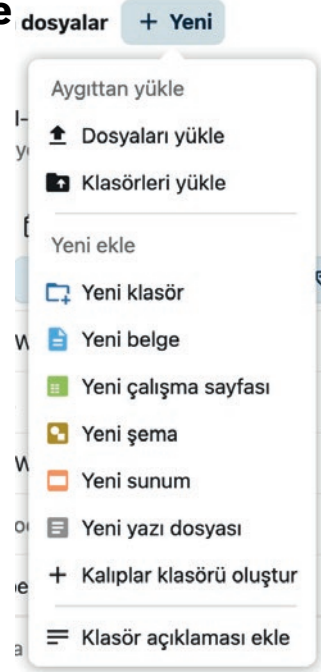 dosyalar + Yeni
Aygıttan yükle
Dosyaları yükle
Klasörleri yükle
Yeni ekle
Yeni klasör
Yeni belge
Yeni çalışma sayfası
Yeni şema
Yeni sunum
Yeni yazı dosyası
+ Kalıplar klasörü oluştur
Klasör açıklaması ekle